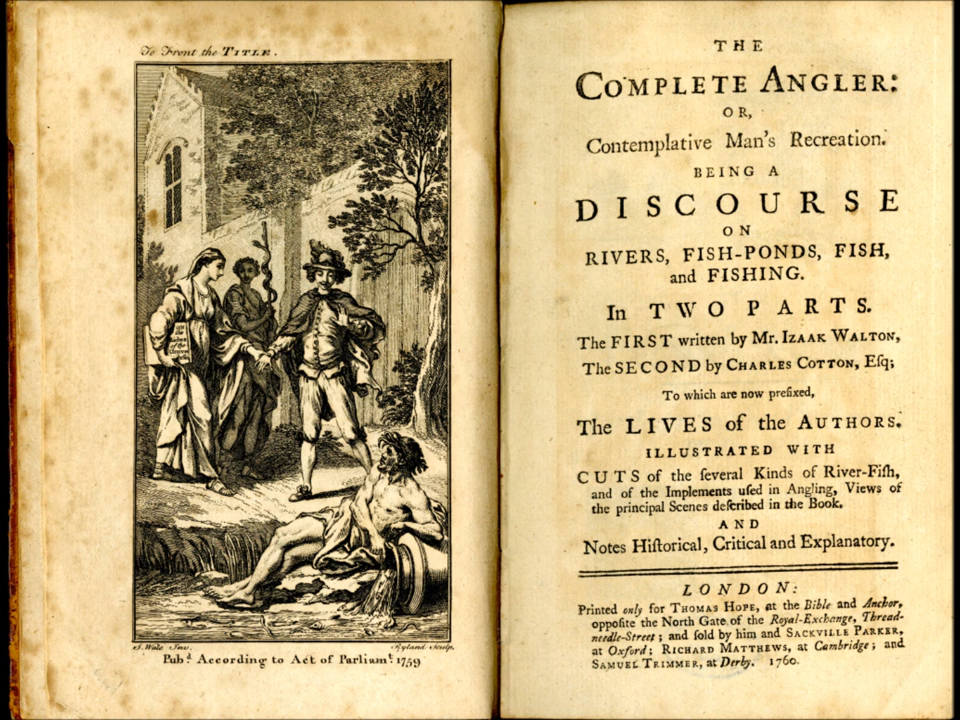 To Front the TITLE.
S. Wale Inv. Ryland Sculp.
Pubᵈ. According to Act of Parliamᵗ. 1759
THE
COMPLETE ANGLER:
OR,
Contemplative Man's Recreation.
BEING A
DISCOURSE
ON
RIVERS, FISH-PONDS, FISH,
and FISHING.
In TWO PARTS.
The FIRST written by Mr. IZAAK WALTON,
The SECOND by CHARLES COTTON, Eſq;
To which are now prefixed,
The LIVES of the AUTHORS.
ILLUSTRATED WITH
CUTS of the ſeveral Kinds of River-Fiſh,
and of the Implements uſed in Angling, Views of
the principal Scenes deſcribed in the Book.
AND
Notes Hiſtorical, Critical and Explanatory.
LONDON:
Printed only for THOMAS HOPE, at the Bible and Anchor,
oppoſite the North Gate of the Royal-Exchange, Thread-
needle-Street; and ſold by him and SACKVILLE PARKER,
at Oxford; RICHARD MATTHEWS, at Cambridge; and
SAMUEL TRIMMER, at Derby. 1760.